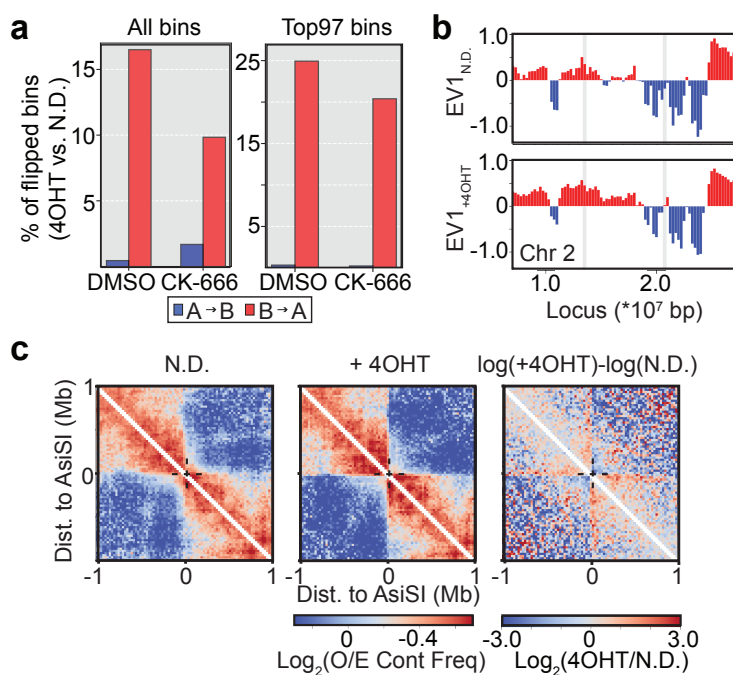 a
All bins
Top97 bins
% of flipped bins
(4OHT vs. N.D.)
15
10
5
25
15
5
DMSO CK-666
DMSO CK-666
A→B B→A
b
EV1N.D.
1.0
0
-1.0
EV1+4OHT
1.0
0
-1.0
Chr 2
1.0 2.0
Locus (*10⁷ bp)
c
N.D.
+ 4OHT
log(+4OHT)-log(N.D.)
Dist. to AsiSI (Mb)
1
0
-1
-1 0 1
-1 0 1
-1 0 1
Dist. to AsiSI (Mb)
0 -0.4
Log₂(O/E Cont Freq)
-3.0 0 3.0
Log₂(4OHT/N.D.)